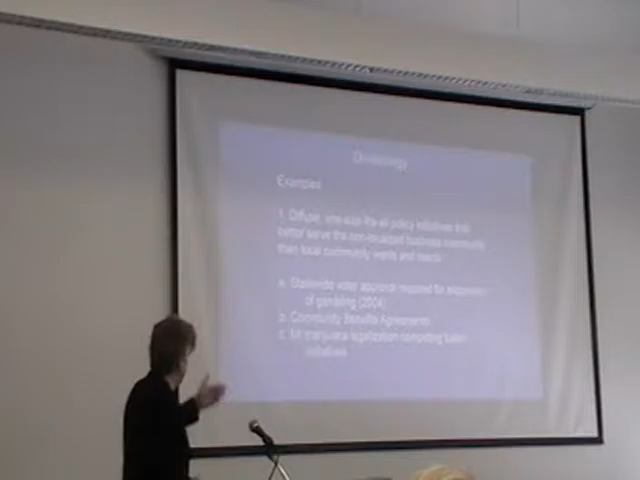 Examples
1. Diffuse, one-size-fits-all policy initiatives that
better serve the non-localized business community
than local community wants and needs
a. Statewide voter approval required for expansion
of gambling (2004)
b. Community Benefits Agreements
c. MI marijuana legalization competing ballot
initiatives